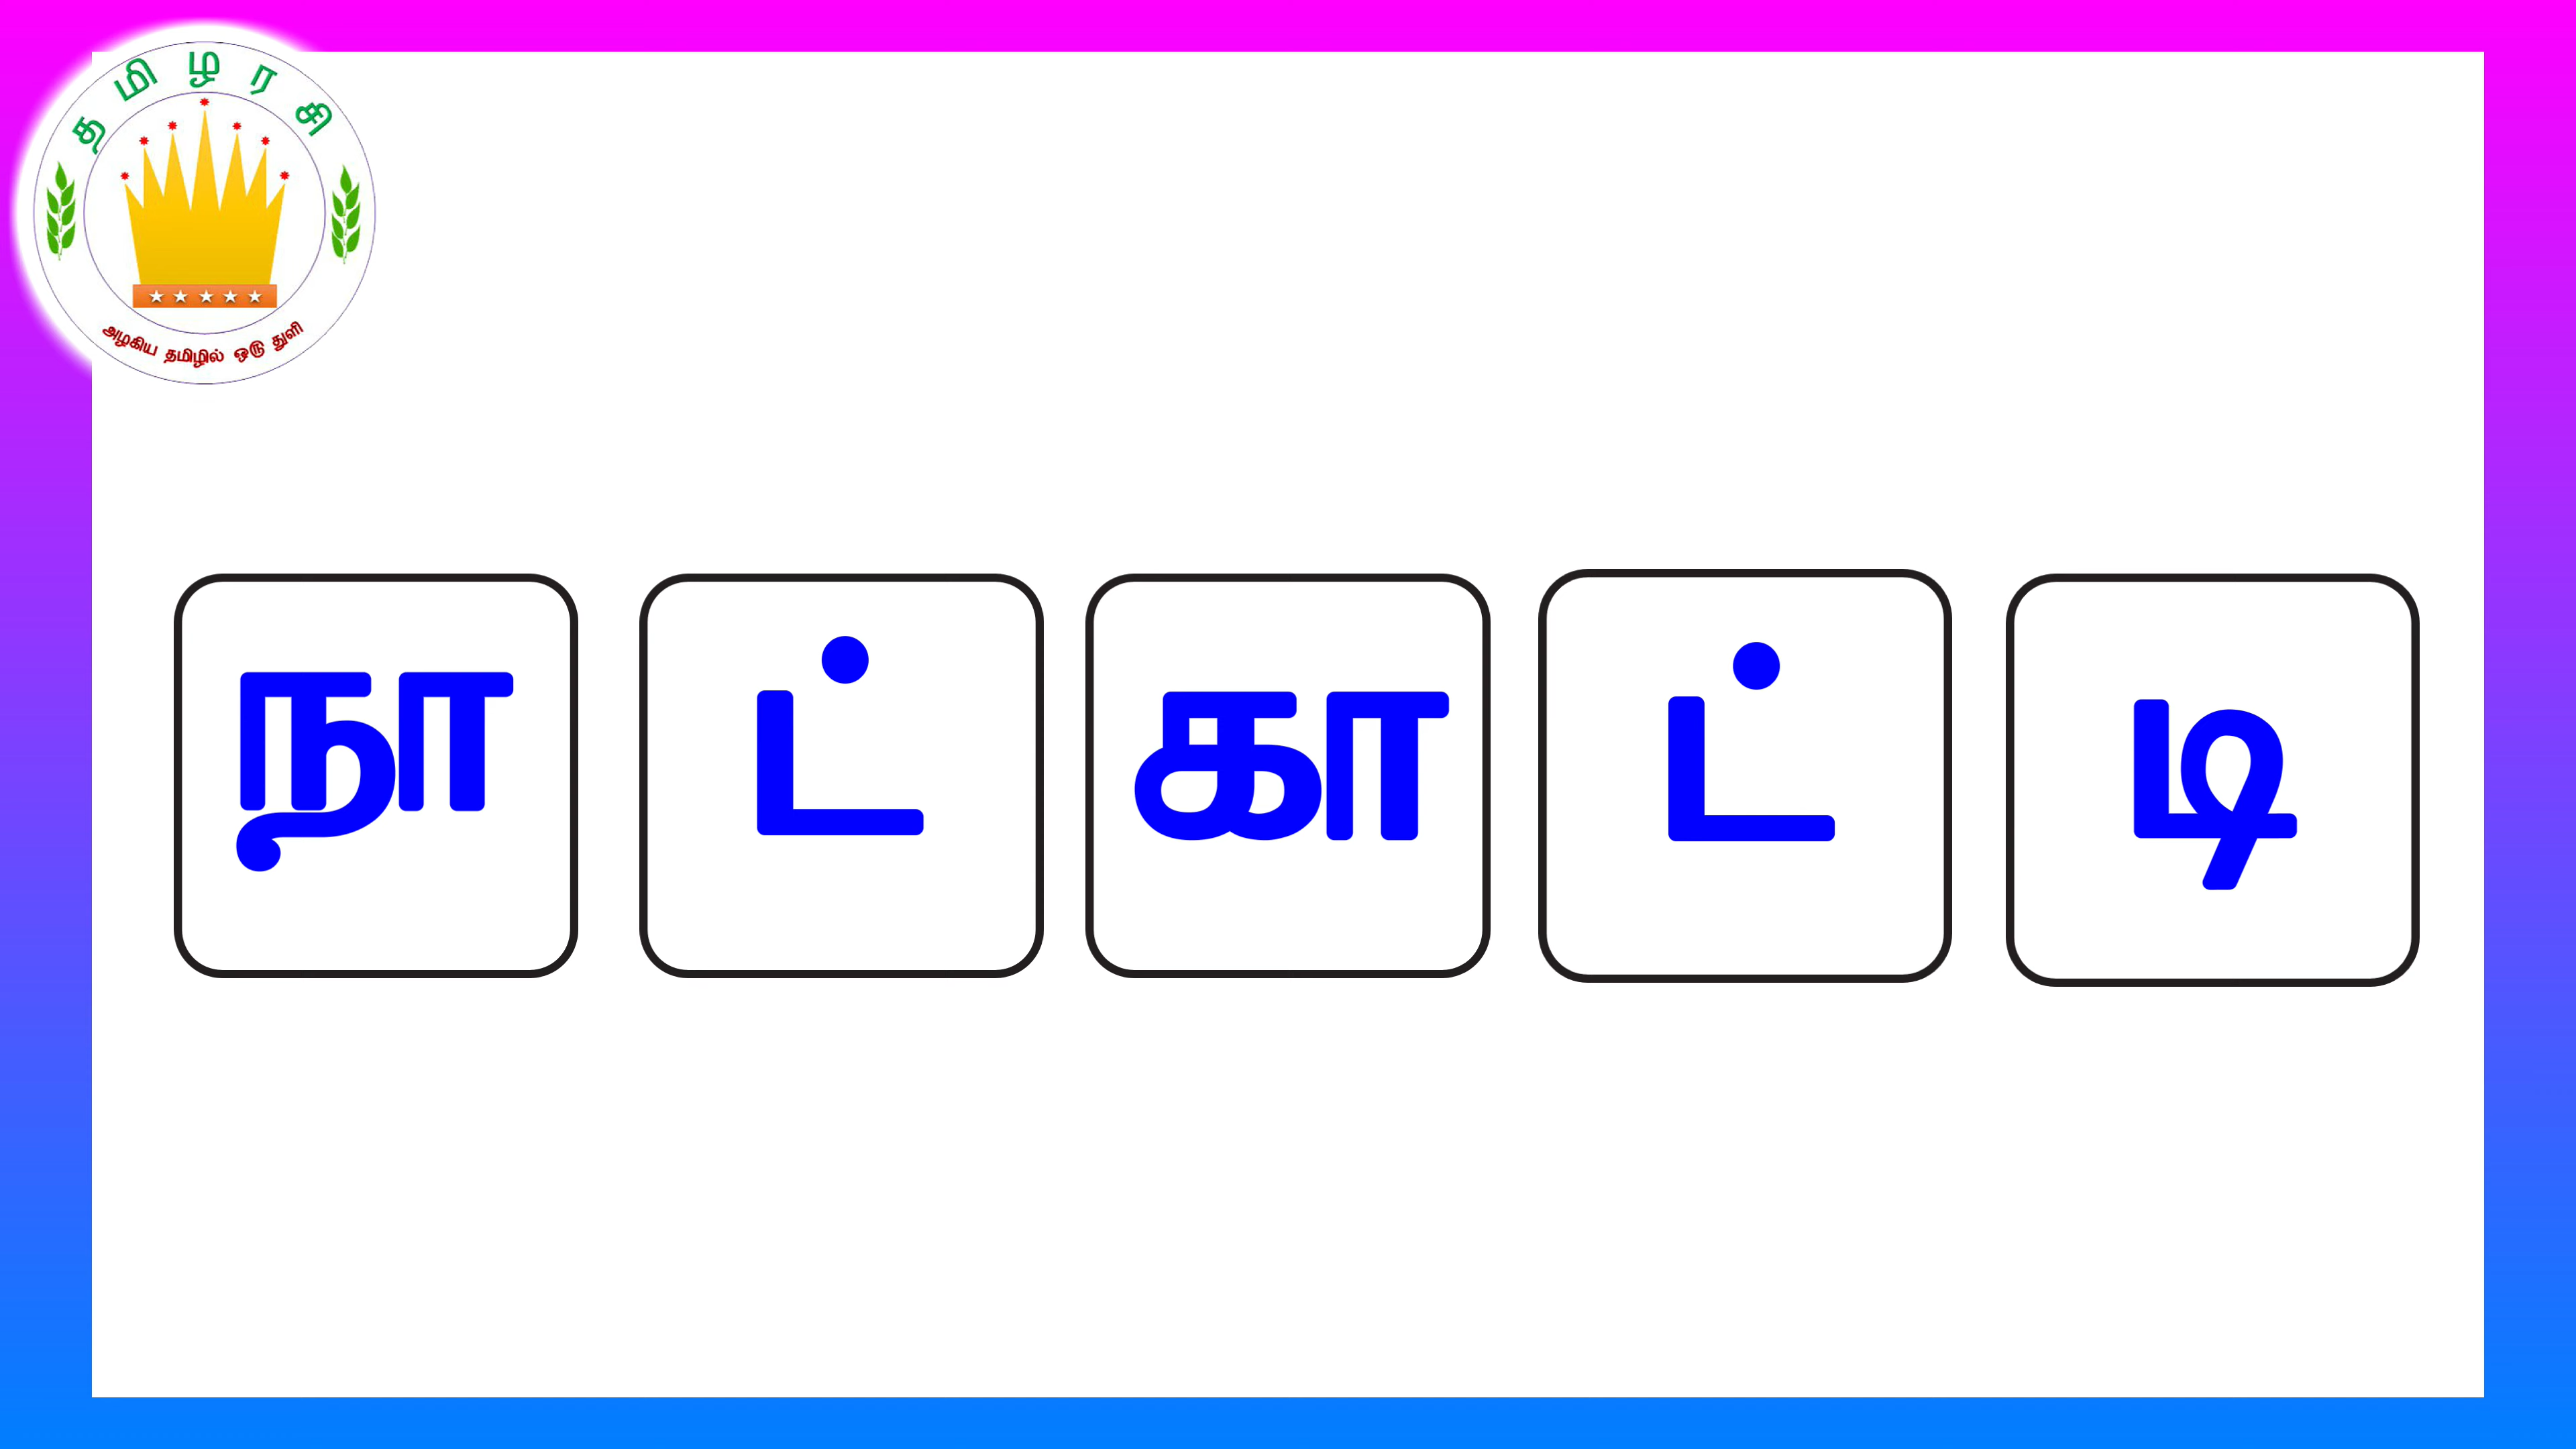 தமிழரசி
அழகிய தமிழில் ஒரு துளி
நா ட் கா ட் டி